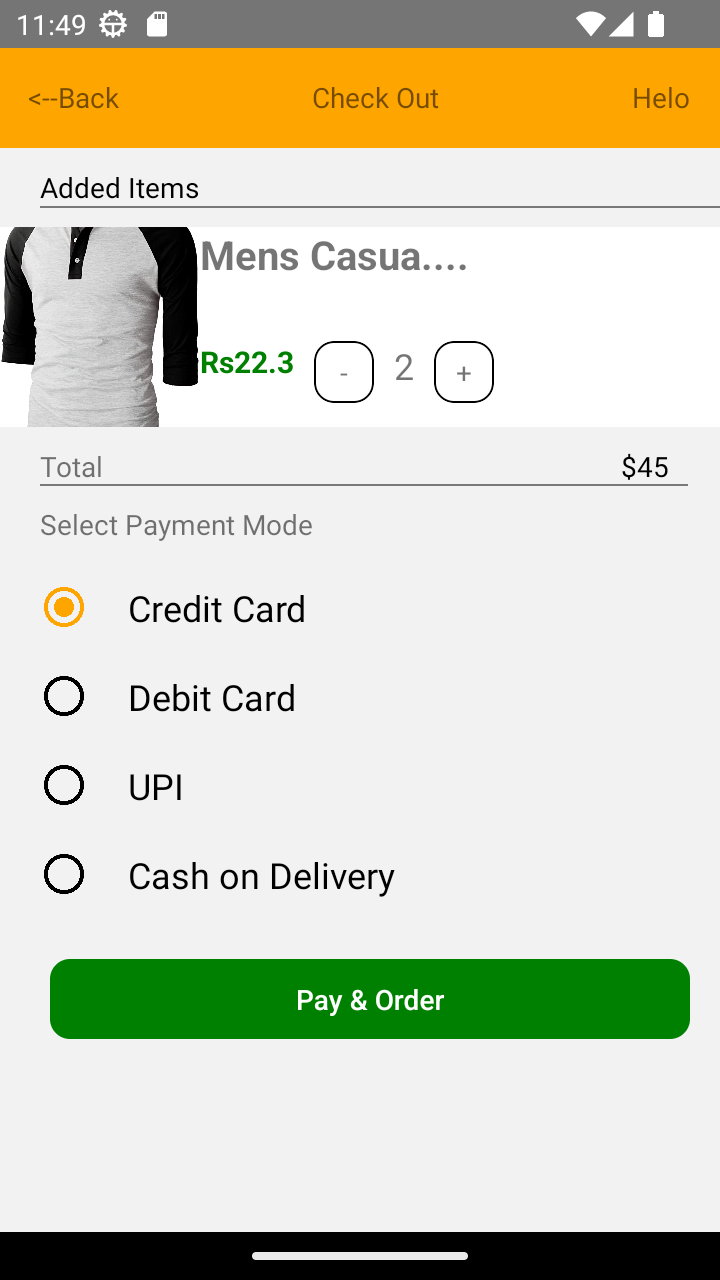 11:49
<--Back Check Out Helo
Added Items
Mens Casua....
Rs22.3 - 2 +
Total $45
Select Payment Mode
Credit Card
Debit Card
UPI
Cash on Delivery
Pay & Order